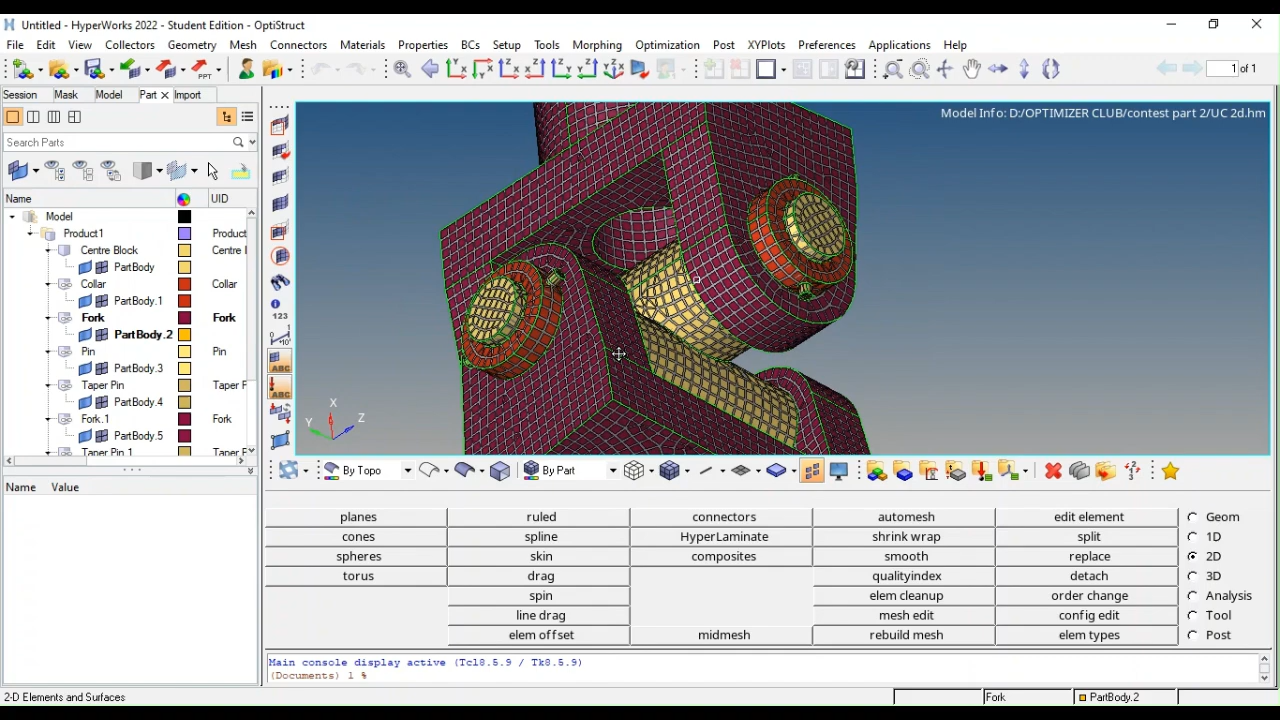 Untitled - HyperWorks 2022 - Student Edition - OptiStruct
File Edit View Collectors Geometry Mesh Connectors Materials Properties BCs Setup Tools Morphing Optimization Post XYPlots Preferences Applications Help
1 of 1
Session Mask Model Part Import
Model Info: D:/OPTIMIZER CLUB/contest part 2/UC 2d.hm
Search Parts
Name UID
Model
Product1 Product
Centre Block Centre
PartBody
Collar Collar
PartBody.1
Fork Fork
PartBody.2
Pin Pin
PartBody.3
Taper Pin Taper
PartBody.4
Fork.1 Fork
PartBody.5
Taper Pin 1 Taper
123
ABC
ABC
X
Y
Z
By Topo By Part
Name Value
planes ruled connectors automesh edit element Geom
cones spline HyperLaminate shrink wrap split 1D
spheres skin composites smooth replace 2D
torus drag qualityindex detach 3D
spin elem cleanup order change Analysis
line drag mesh edit config edit Tool
elem offset midmesh rebuild mesh elem types Post
Main console display active (Tcl8.5.9 / Tk8.5.9)
(Documents) 1 %
2-D Elements and Surfaces Fork PartBody.2